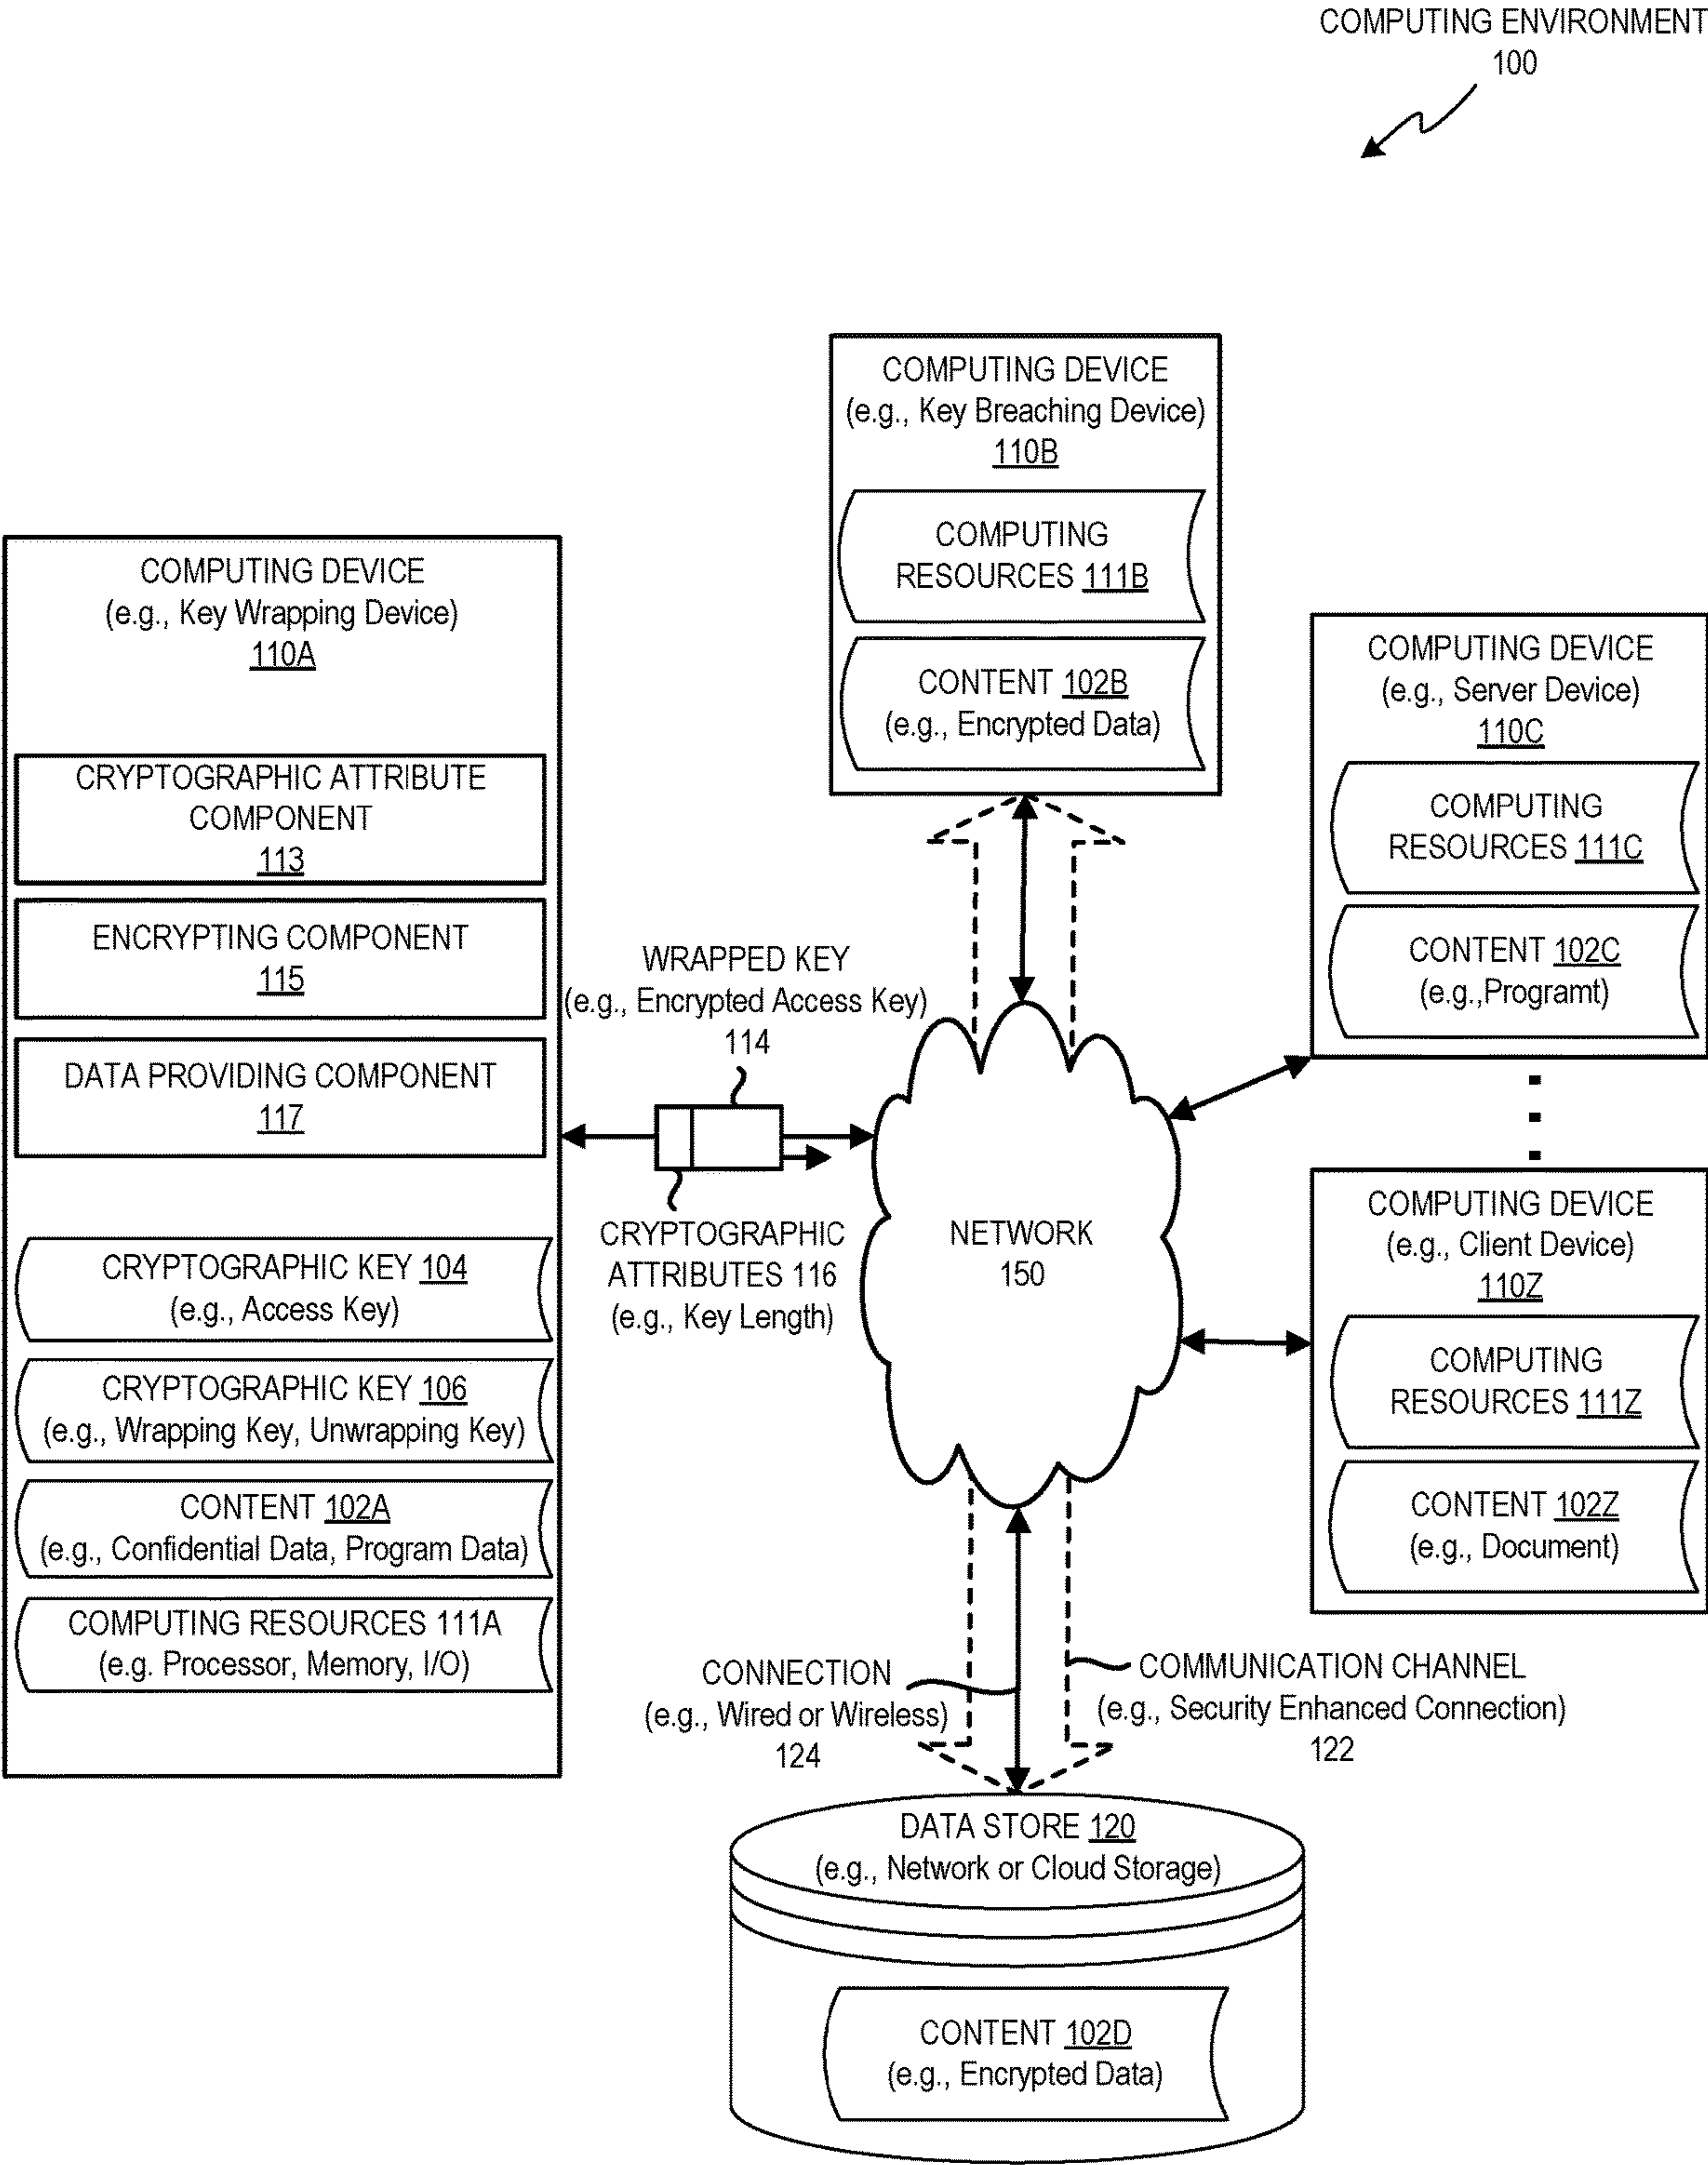 COMPUTING ENVIRONMENT
100
COMPUTING DEVICE
(e.g., Key Breaching Device)
110B
COMPUTING
RESOURCES 111B
CONTENT 102B
(e.g., Encrypted Data)
COMPUTING DEVICE
(e.g., Key Wrapping Device)
110A
CRYPTOGRAPHIC ATTRIBUTE
COMPONENT
113
ENCRYPTING COMPONENT
115
DATA PROVIDING COMPONENT
117
CRYPTOGRAPHIC KEY 104
(e.g., Access Key)
CRYPTOGRAPHIC KEY 106
(e.g., Wrapping Key, Unwrapping Key)
CONTENT 102A
(e.g., Confidential Data, Program Data)
COMPUTING RESOURCES 111A
(e.g. Processor, Memory, I/O)
WRAPPED KEY
(e.g., Encrypted Access Key)
114
CRYPTOGRAPHIC
ATTRIBUTES 116
(e.g., Key Length)
NETWORK
150
COMPUTING DEVICE
(e.g., Server Device)
110C
COMPUTING
RESOURCES 111C
CONTENT 102C
(e.g.,Programt)
COMPUTING DEVICE
(e.g., Client Device)
110Z
COMPUTING
RESOURCES 111Z
CONTENT 102Z
(e.g., Document)
CONNECTION
(e.g., Wired or Wireless)
124
COMMUNICATION CHANNEL
(e.g., Security Enhanced Connection)
122
DATA STORE 120
(e.g., Network or Cloud Storage)
CONTENT 102D
(e.g., Encrypted Data)